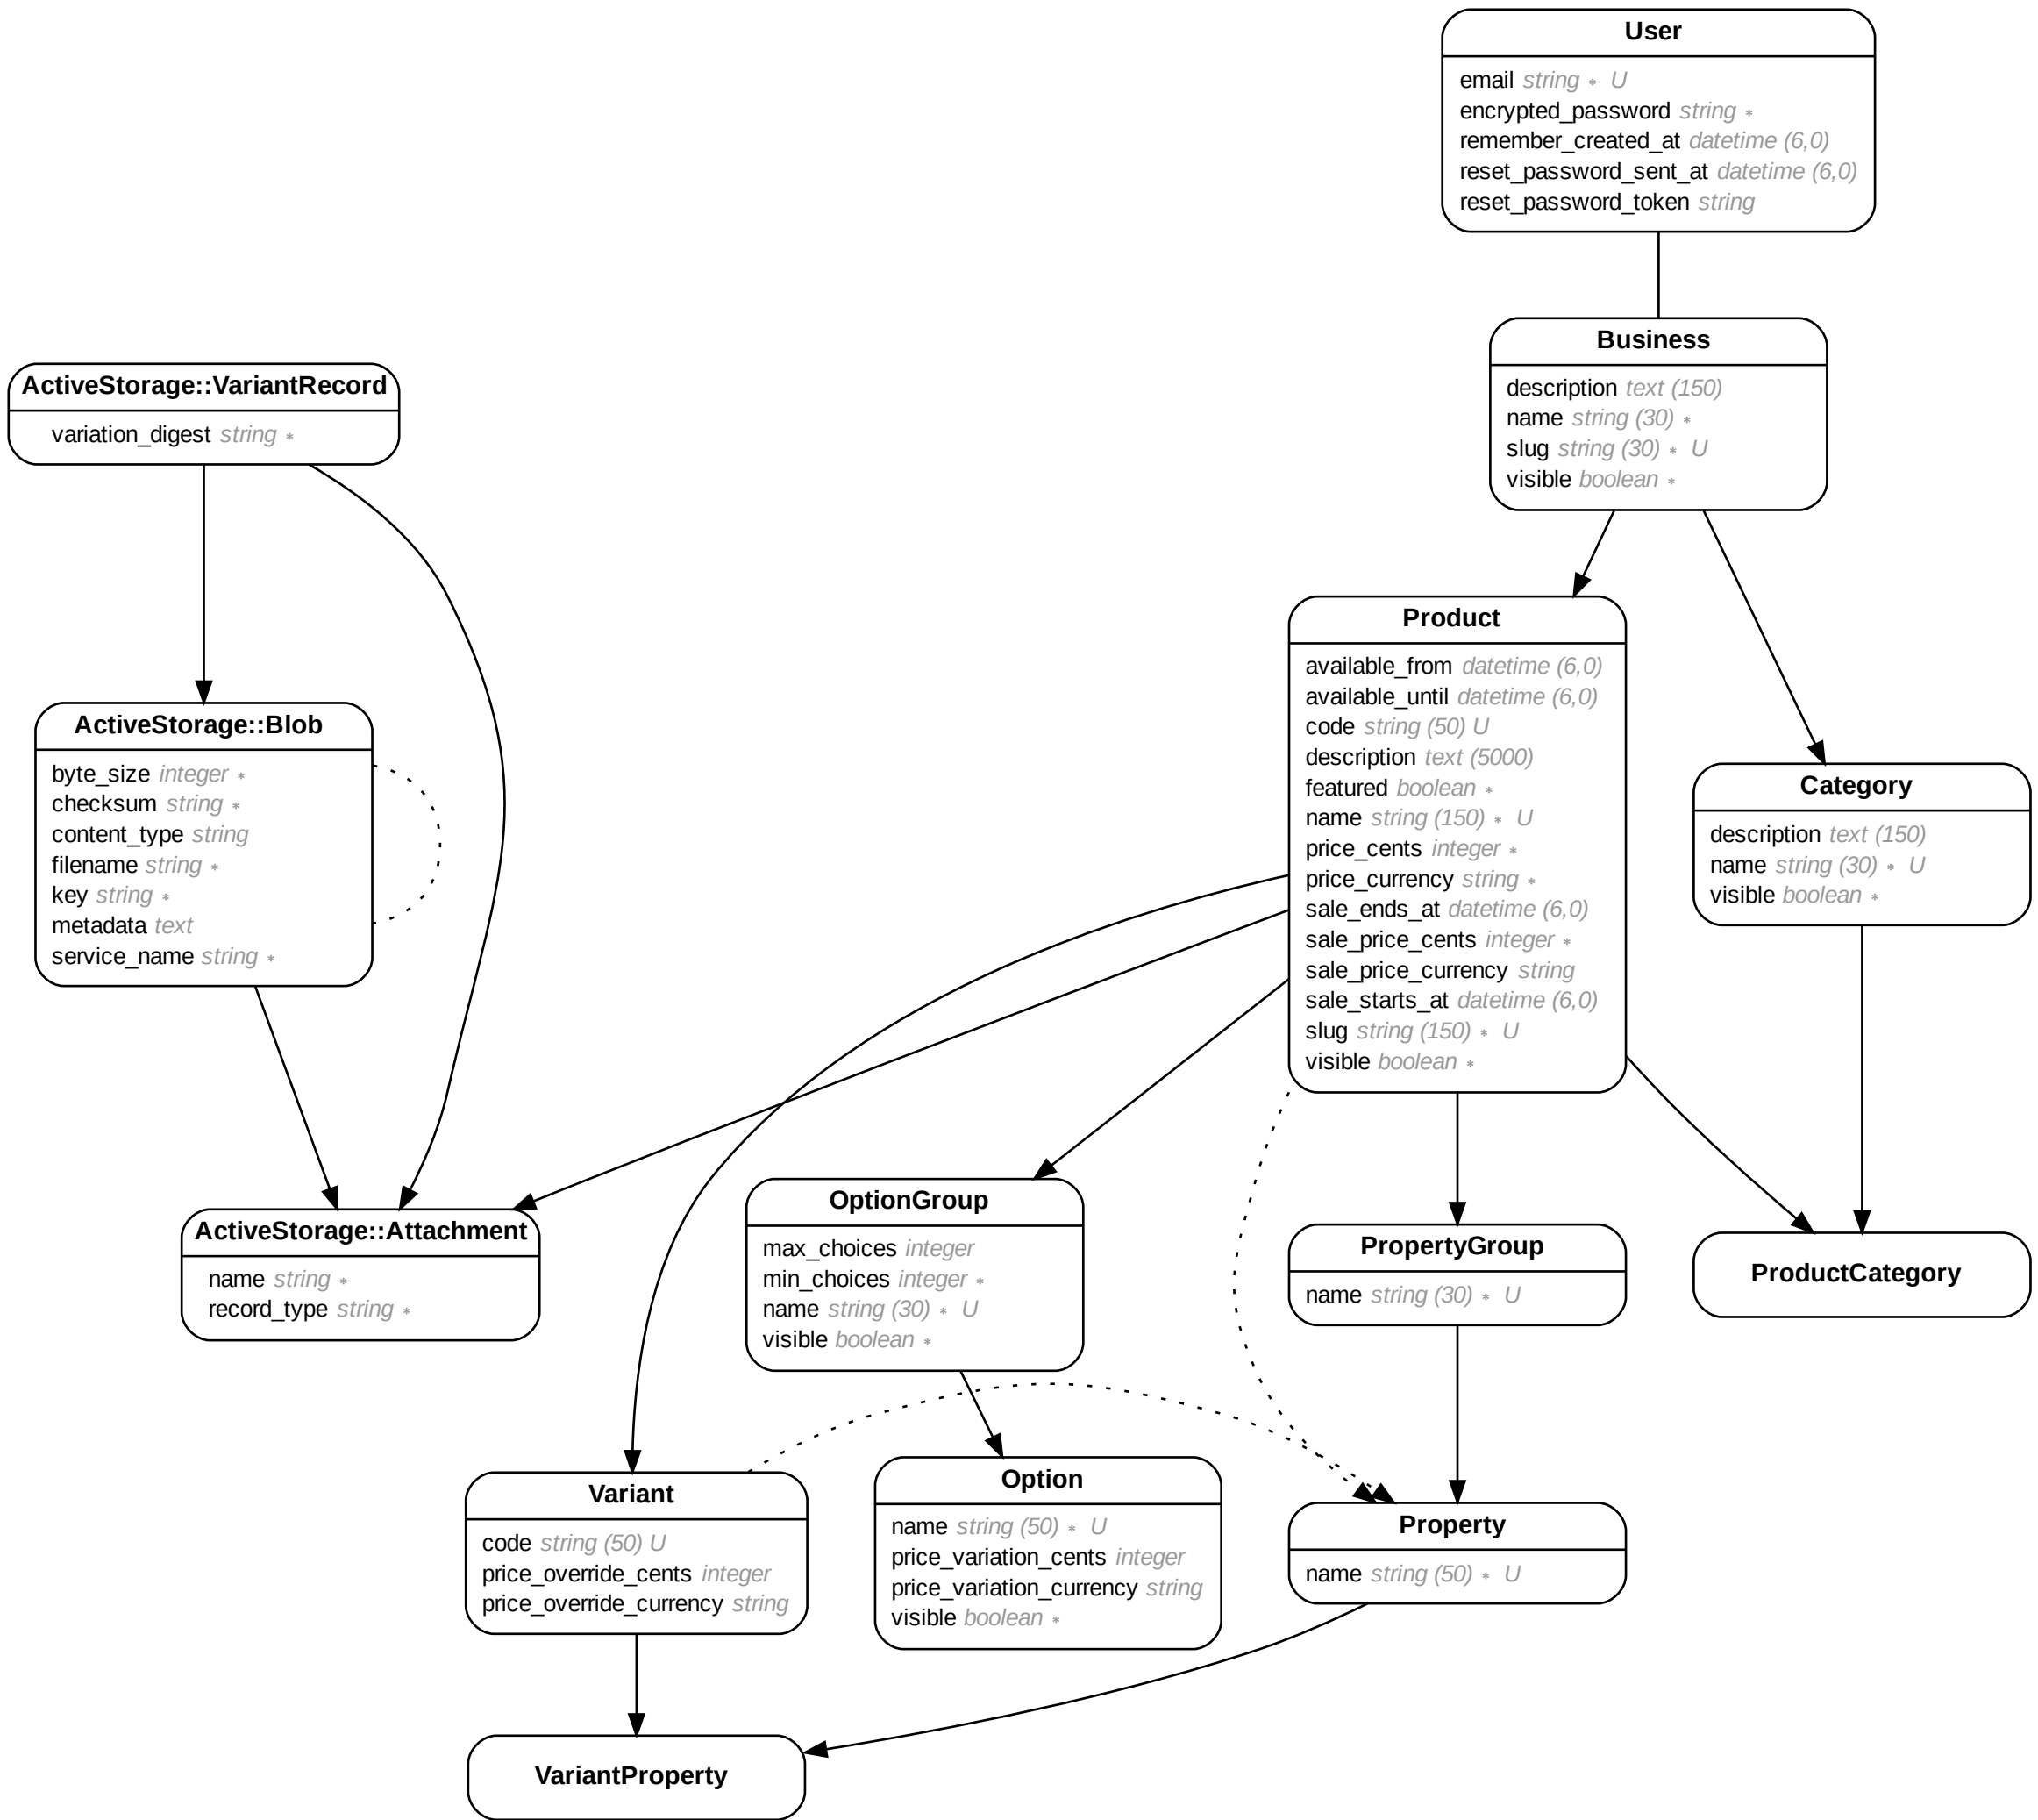 User
email string * U
encrypted_password string *
remember_created_at datetime (6,0)
reset_password_sent_at datetime (6,0)
reset_password_token string
Business
description text (150)
name string (30) *
slug string (30) * U
visible boolean *
ActiveStorage::VariantRecord
variation_digest string *
Product
available_from datetime (6,0)
available_until datetime (6,0)
code string (50) U
description text (5000)
featured boolean *
name string (150) * U
price_cents integer *
price_currency string *
sale_ends_at datetime (6,0)
sale_price_cents integer *
sale_price_currency string
sale_starts_at datetime (6,0)
slug string (150) * U
visible boolean *
ActiveStorage::Blob
byte_size integer *
checksum string *
content_type string
filename string *
key string *
metadata text
service_name string *
Category
description text (150)
name string (30) * U
visible boolean *
ActiveStorage::Attachment
name string *
record_type string *
OptionGroup
max_choices integer
min_choices integer *
name string (30) * U
visible boolean *
PropertyGroup
name string (30) * U
ProductCategory
Variant
code string (50) U
price_override_cents integer
price_override_currency string
Option
name string (50) * U
price_variation_cents integer
price_variation_currency string
visible boolean *
Property
name string (50) * U
VariantProperty